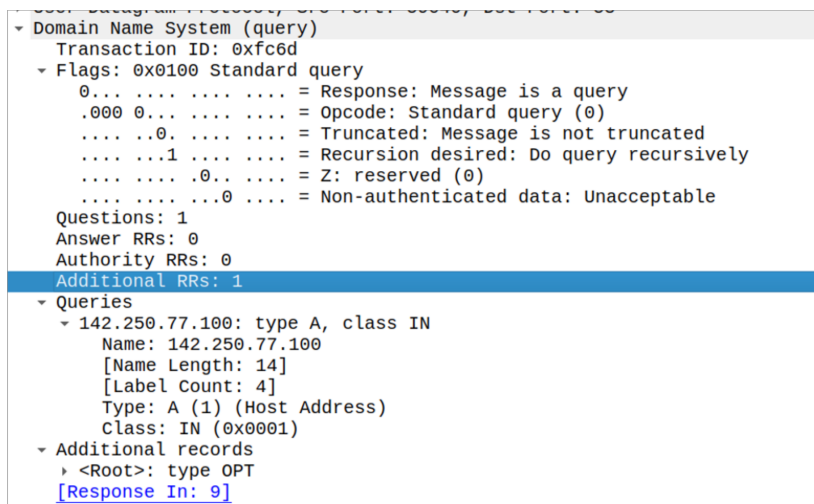 Domain Name System (query)
Transaction ID: 0xfc6d
Flags: 0x0100 Standard query
0... .... .... .... = Response: Message is a query
.000 0... .... .... = Opcode: Standard query (0)
.... ..0. .... .... = Truncated: Message is not truncated
.... ...1 .... .... = Recursion desired: Do query recursively
.... .... .0.. .... = Z: reserved (0)
.... .... ...0 .... = Non-authenticated data: Unacceptable
Questions: 1
Answer RRs: 0
Authority RRs: 0
Additional RRs: 1
Queries
142.250.77.100: type A, class IN
Name: 142.250.77.100
[Name Length: 14]
[Label Count: 4]
Type: A (1) (Host Address)
Class: IN (0x0001)
Additional records
<Root>: type OPT
[Response In: 9]